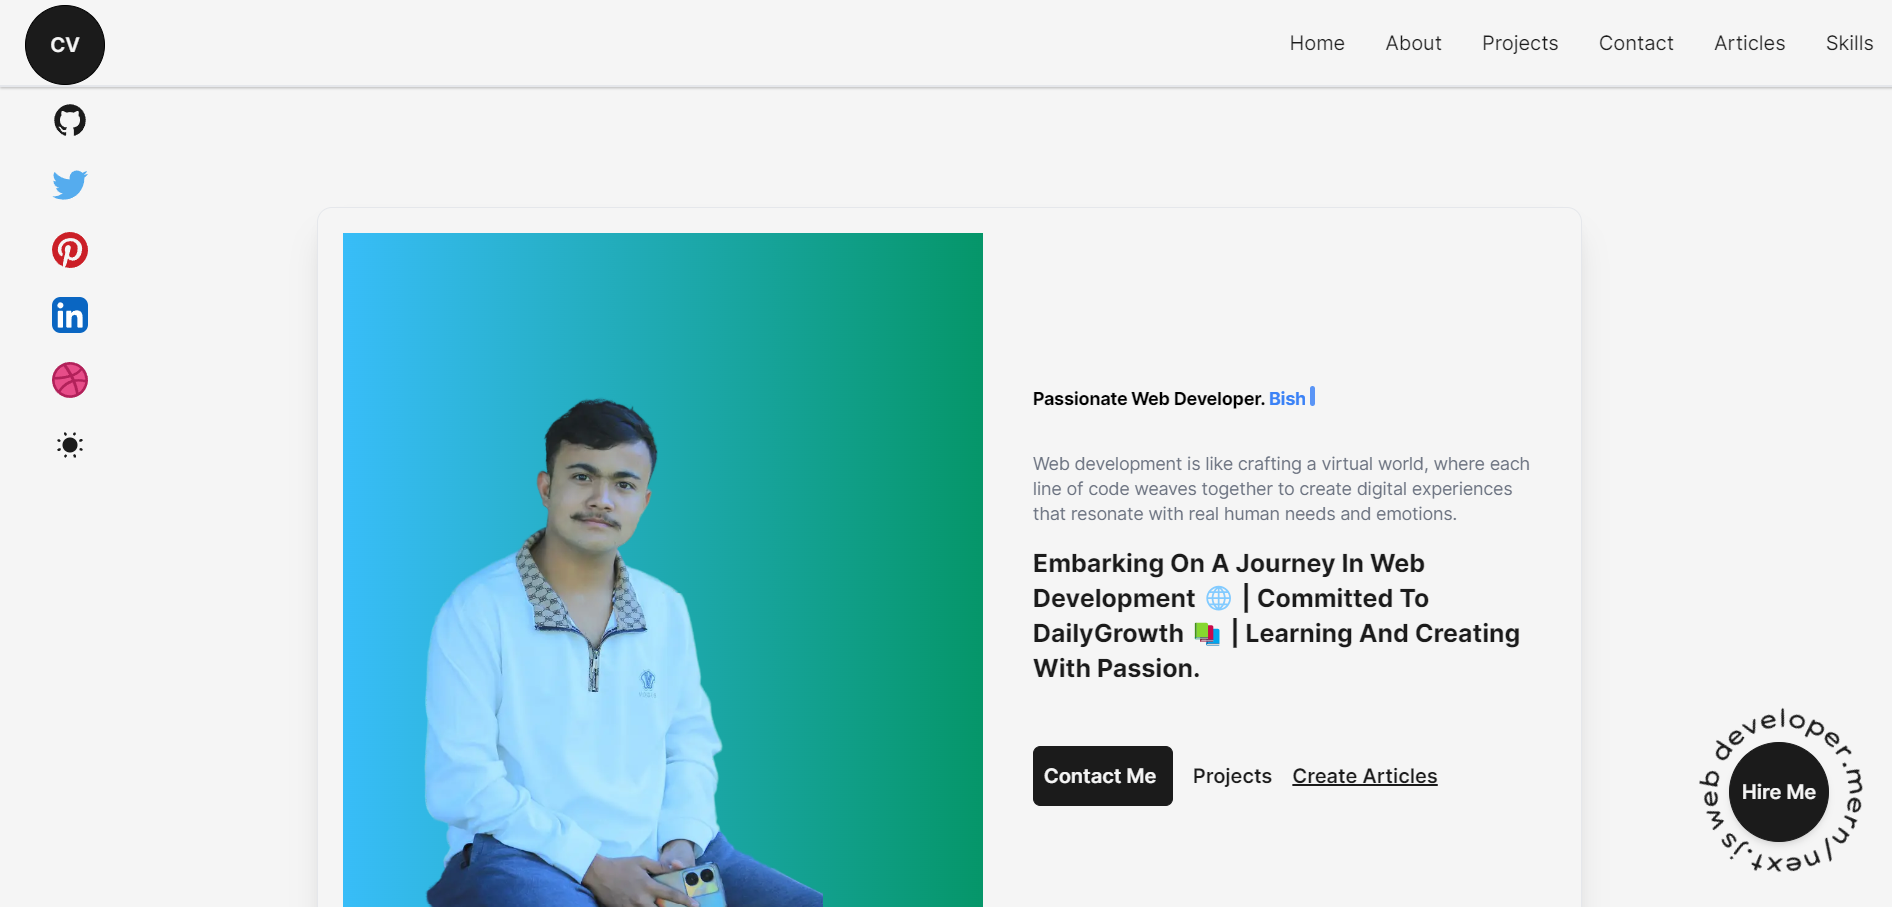 CV
Home About Projects Contact Articles Skills
Passionate Web Developer. Bish
Web development is like crafting a virtual world, where each
line of code weaves together to create digital experiences
that resonate with real human needs and emotions.
Embarking On A Journey In Web
Development 🌐 | Committed To
DailyGrowth 📚 | Learning And Creating
With Passion.
Contact Me Projects Create Articles
web developer.mern/next.js
Hire Me
in